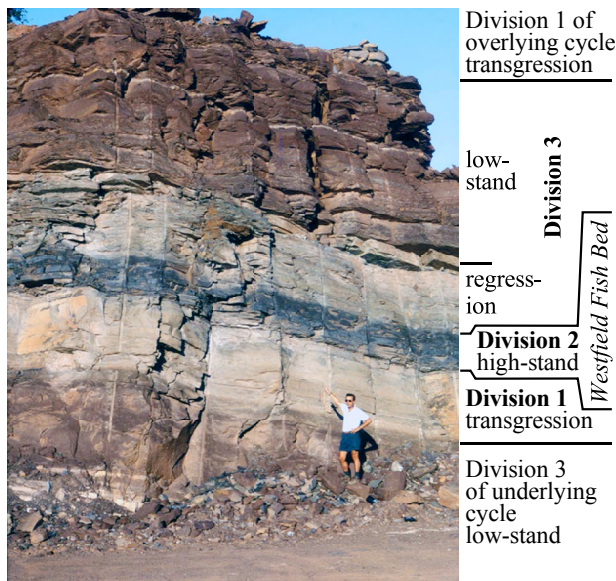 Division 1 of
overlying cycle
transgression
low-
stand
Division 3
regress-
ion
Westfield Fish Bed
Division 2
high-stand
Division 1
transgression
Division 3
of underlying
cycle
low-stand